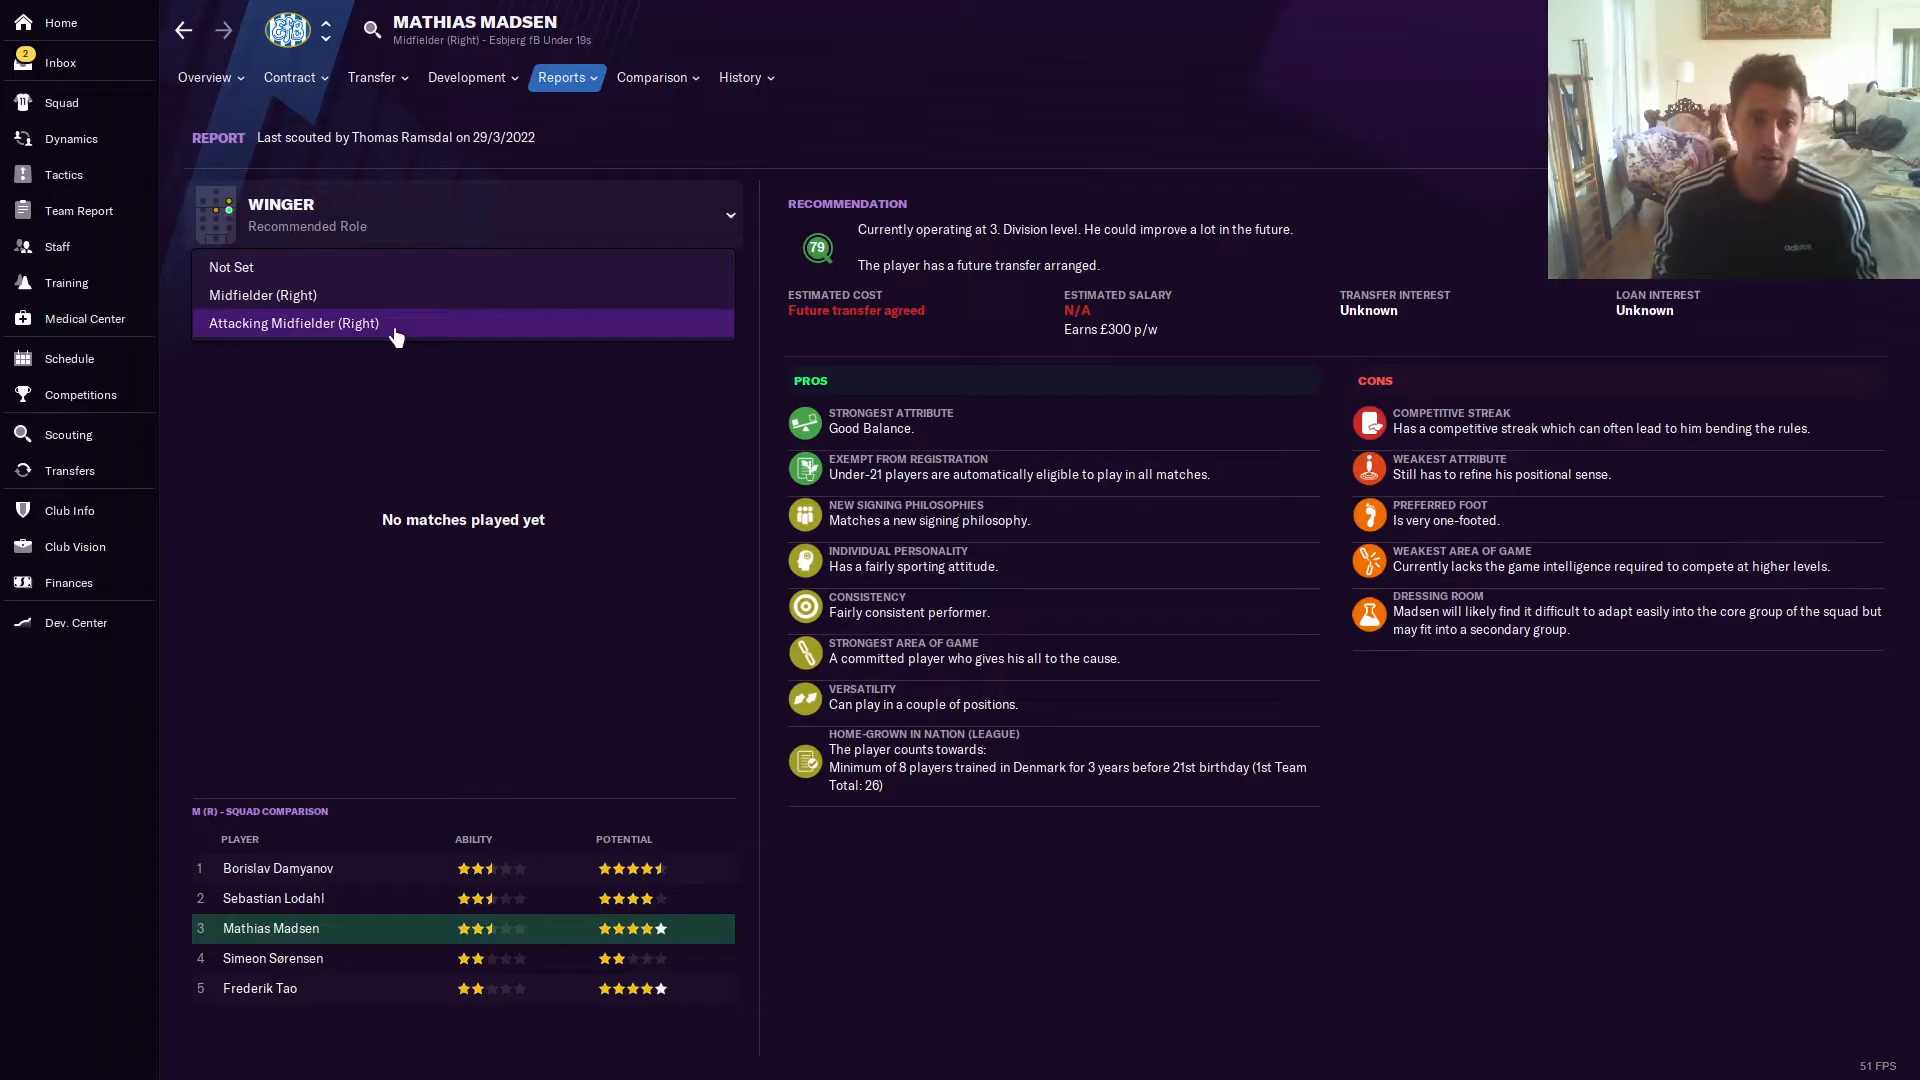 Home
2
Inbox
Squad
Dynamics
Tactics
Team Report
Staff
Training
Medical Center
Schedule
Competitions
Scouting
Transfers
Club Info
Club Vision
Finances
Dev. Center
MATHIAS MADSEN
Midfielder (Right) - Esbjerg fB Under 19s
Overview Contract Transfer Development Reports Comparison History
REPORT Last scouted by Thomas Ramsdal on 29/3/2022
WINGER
Recommended Role
Not Set
Midfielder (Right)
Attacking Midfielder (Right)
No matches played yet
M (R) - SQUAD COMPARISON
PLAYER ABILITY POTENTIAL
1 Borislav Damyanov
2 Sebastian Lodahl
3 Mathias Madsen
4 Simeon Sørensen
5 Frederik Tao
RECOMMENDATION
79
Currently operating at 3. Division level. He could improve a lot in the future.
The player has a future transfer arranged.
ESTIMATED COST ESTIMATED SALARY TRANSFER INTEREST LOAN INTEREST
Future transfer agreed N/A Unknown Unknown
Earns £300 p/w
PROS
STRONGEST ATTRIBUTE
Good Balance.
EXEMPT FROM REGISTRATION
Under-21 players are automatically eligible to play in all matches.
NEW SIGNING PHILOSOPHIES
Matches a new signing philosophy.
INDIVIDUAL PERSONALITY
Has a fairly sporting attitude.
CONSISTENCY
Fairly consistent performer.
STRONGEST AREA OF GAME
A committed player who gives his all to the cause.
VERSATILITY
Can play in a couple of positions.
HOME-GROWN IN NATION (LEAGUE)
The player counts towards:
Minimum of 8 players trained in Denmark for 3 years before 21st birthday (1st Team
Total: 26)
CONS
COMPETITIVE STREAK
Has a competitive streak which can often lead to him bending the rules.
WEAKEST ATTRIBUTE
Still has to refine his positional sense.
PREFERRED FOOT
Is very one-footed.
WEAKEST AREA OF GAME
Currently lacks the game intelligence required to compete at higher levels.
DRESSING ROOM
Madsen will likely find it difficult to adapt easily into the core group of the squad but
may fit into a secondary group.
adidas
51 FPS